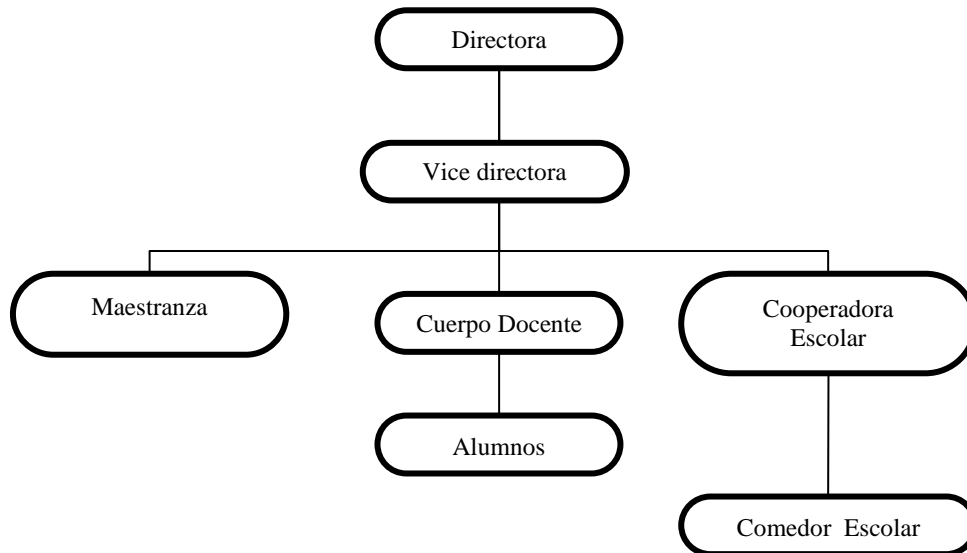 Directora
Vice directora
Maestranza
Cuerpo Docente
Cooperadora
Escolar
Alumnos
Comedor Escolar